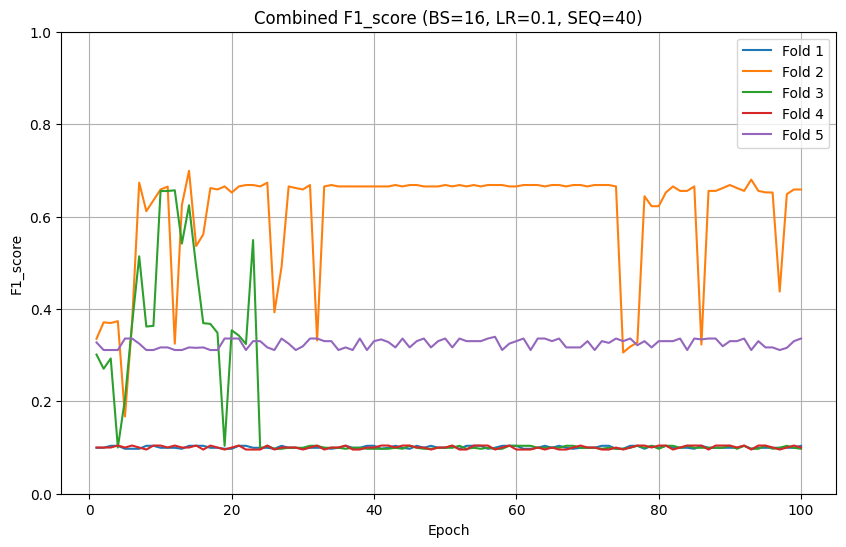 Combined F1_score (BS=16, LR=0.1, SEQ=40)
Fold 1
Fold 2
Fold 3
Fold 4
Fold 5
1.0
0.8
0.6
0.4
0.2
0.0
F1_score
0 20 40 60 80 100
Epoch